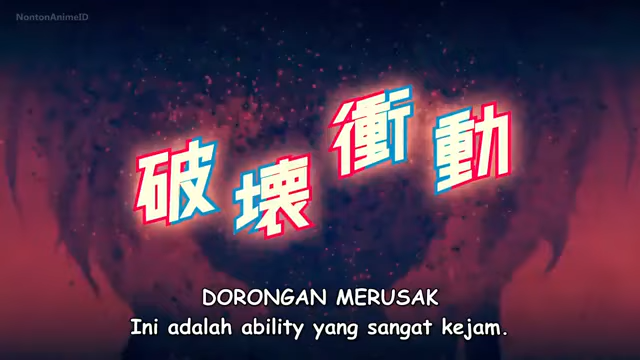 NontonAnimeID
破壊衝動
DORONGAN MERUSAK
Ini adalah ability yang sangat kejam.